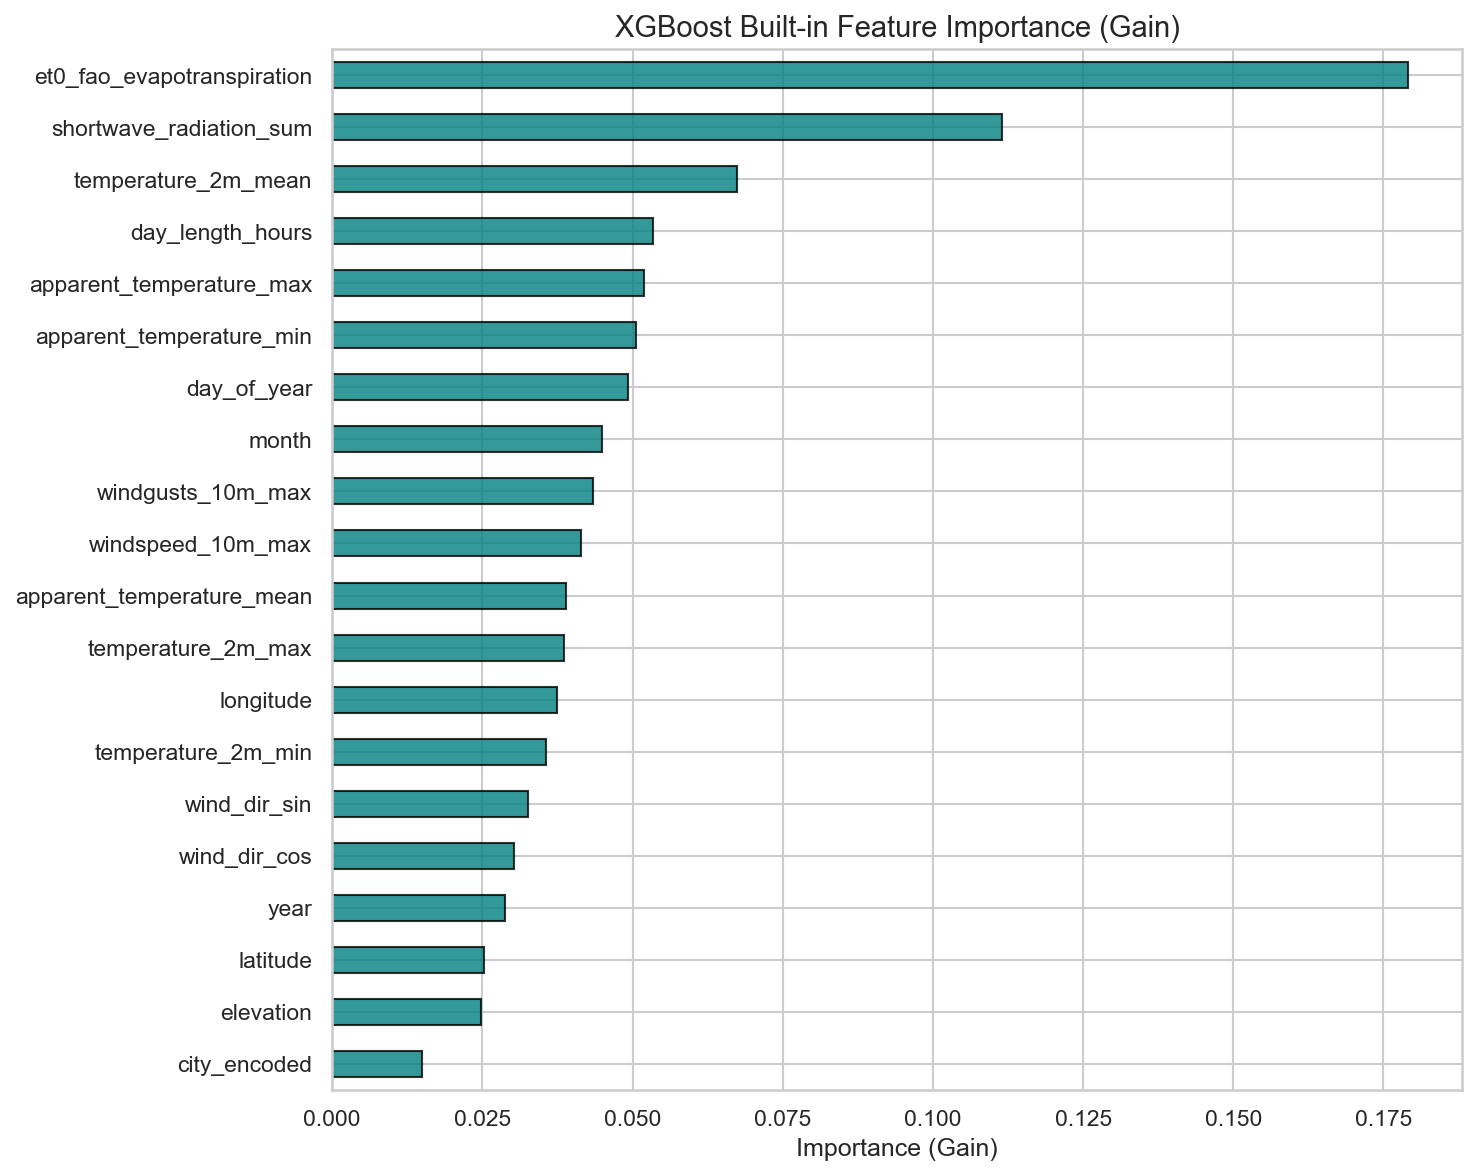 XGBoost Built-in Feature Importance (Gain)
et0_fao_evapotranspiration
shortwave_radiation_sum
temperature_2m_mean
day_length_hours
apparent_temperature_max
apparent_temperature_min
day_of_year
month
windgusts_10m_max
windspeed_10m_max
apparent_temperature_mean
temperature_2m_max
longitude
temperature_2m_min
wind_dir_sin
wind_dir_cos
year
latitude
elevation
city_encoded
0.000 0.025 0.050 0.075 0.100 0.125 0.150 0.175
Importance (Gain)